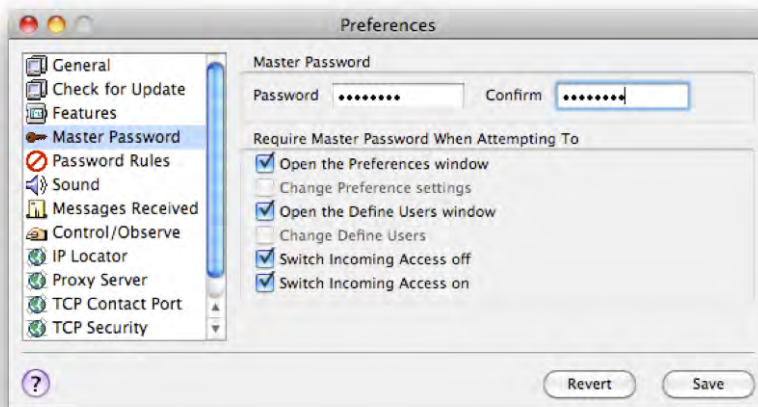 Preferences
General
Check for Update
Features
Master Password
Password Rules
Sound
Messages Received
Control/Observe
IP Locator
Proxy Server
TCP Contact Port
TCP Security
Master Password
Password •••••••• Confirm ••••••••
Require Master Password When Attempting To
Open the Preferences window
Change Preference settings
Open the Define Users window
Change Define Users
Switch Incoming Access off
Switch Incoming Access on
? Revert Save